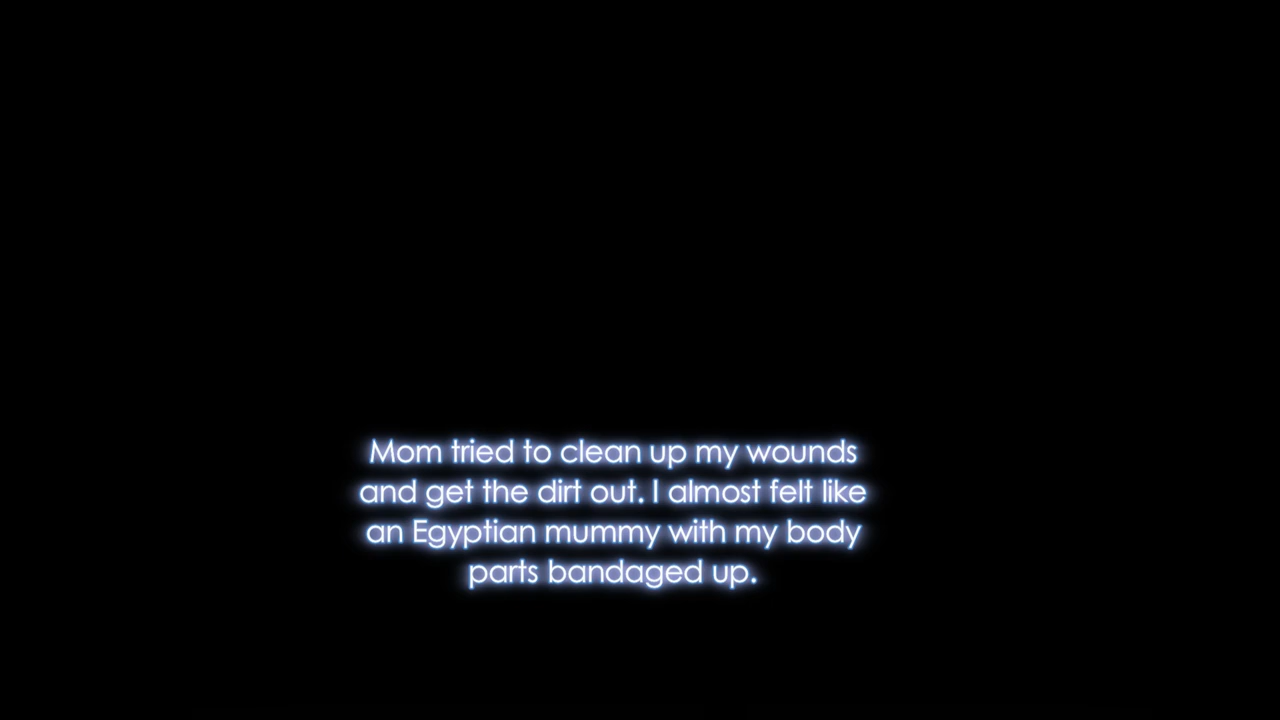 Mom tried to clean up my wounds
and get the dirt out. I almost felt like
an Egyptian mummy with my body
parts bandaged up.